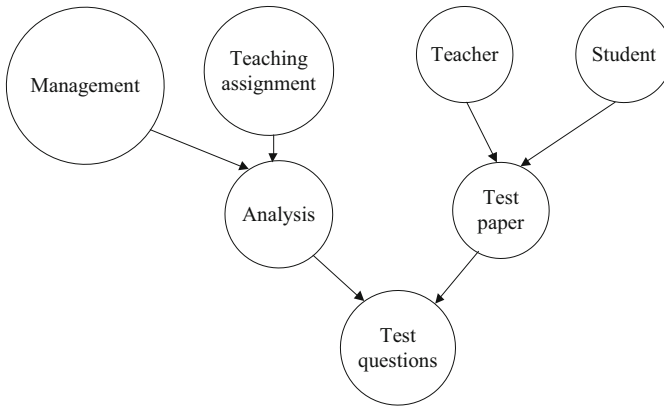 Management
Teaching
assignment
Teacher
Student
Analysis
Test
paper
Test
questions